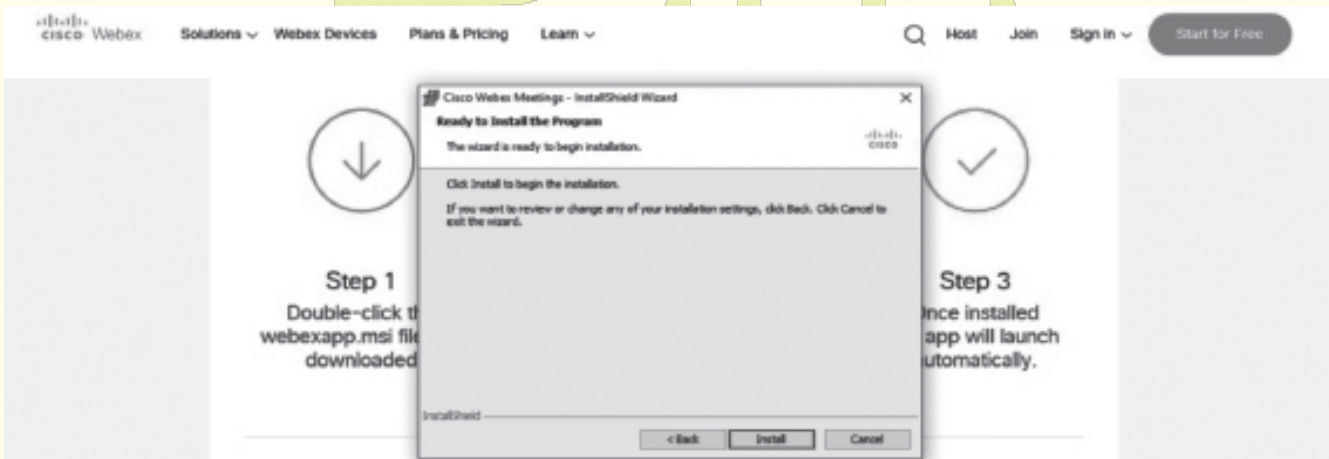 cisco Webex Solutions Webex Devices Plans & Pricing Learn Host Join Sign in Start for Free
Cisco Webex Meetings - InstallShield Wizard
Ready to Install the Program
The wizard is ready to begin installation.
CISCO
Click Install to begin the installation.
If you want to review or change any of your installation settings, click Back. Click Cancel to
exit the wizard.
InstallShield
< Back Install Cancel
Step 1
Double-click
webexapp.msi
downloaded
Step 3
installed
app will launch